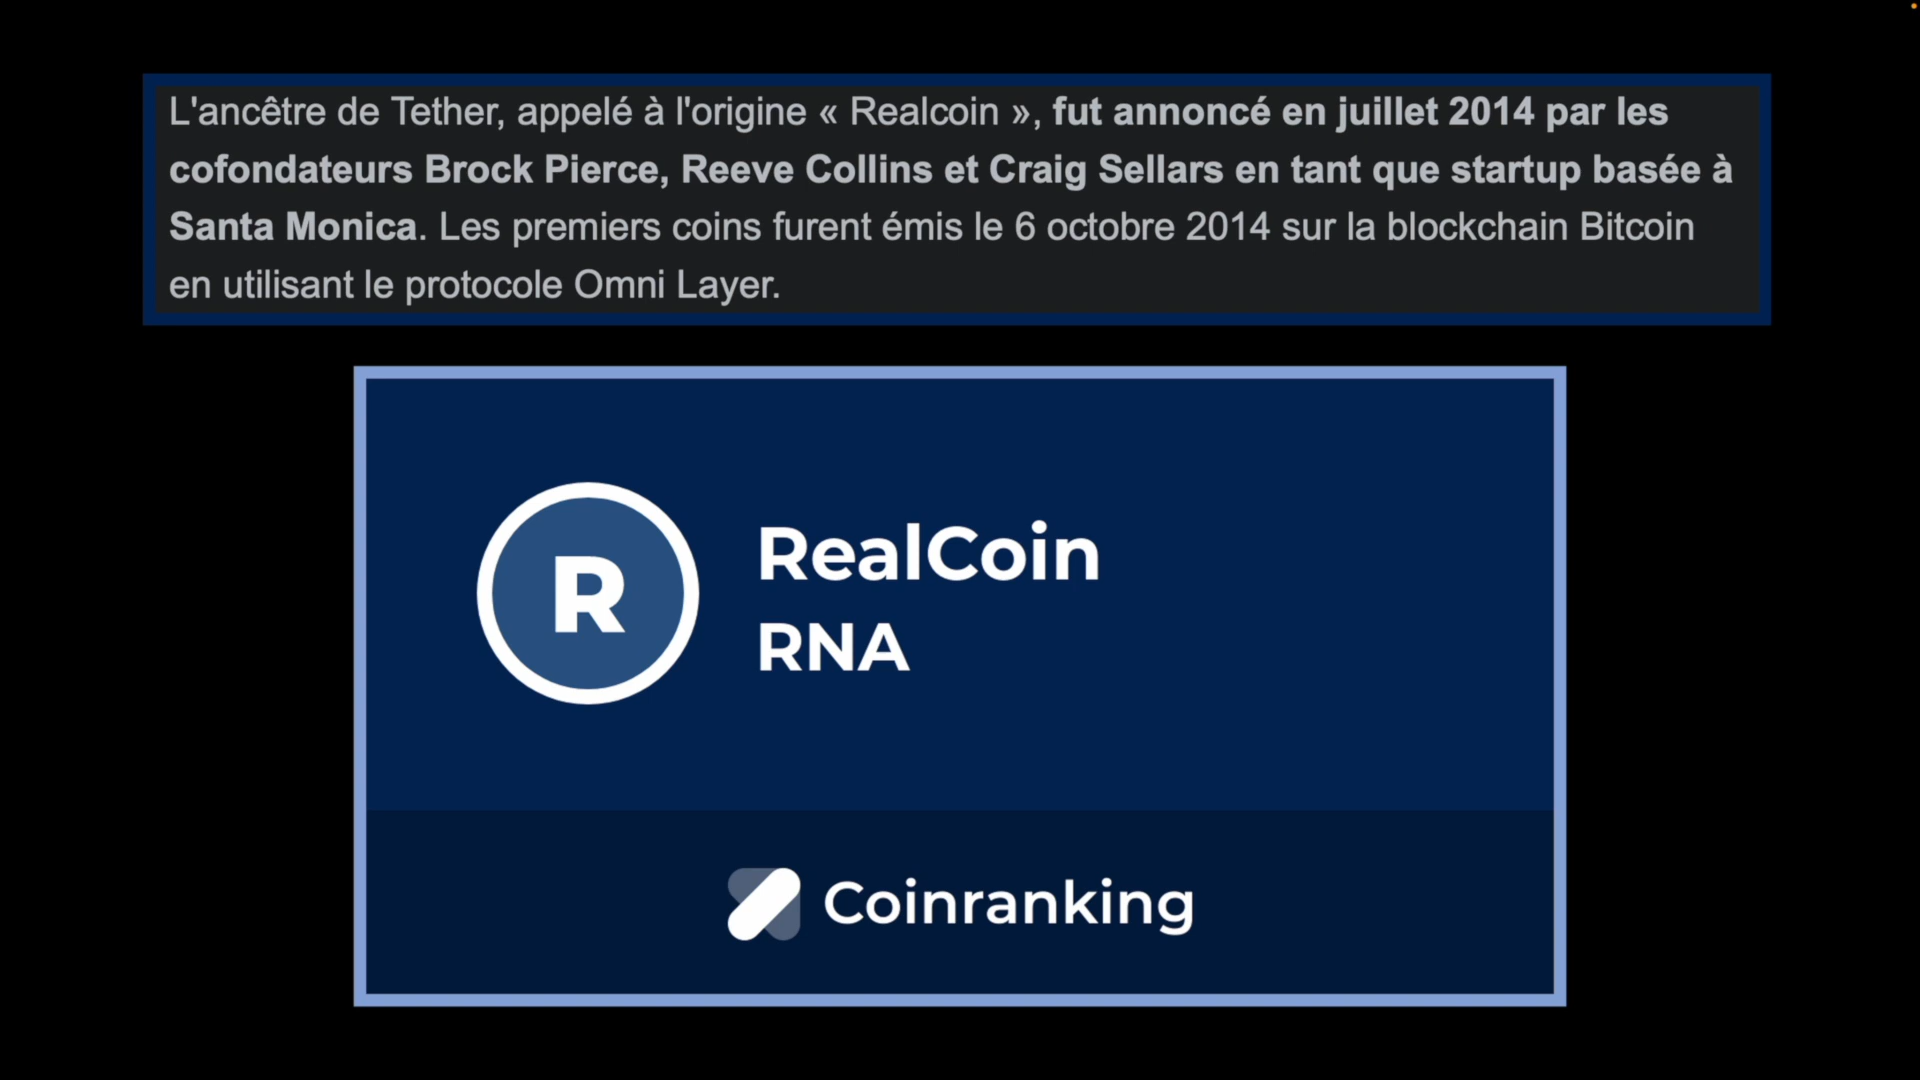 L'ancêtre de Tether, appelé à l'origine « Realcoin », fut annoncé en juillet 2014 par les
cofondateurs Brock Pierce, Reeve Collins et Craig Sellars en tant que startup basée à
Santa Monica. Les premiers coins furent émis le 6 octobre 2014 sur la blockchain Bitcoin
en utilisant le protocole Omni Layer.
R
RealCoin
RNA
Coinranking